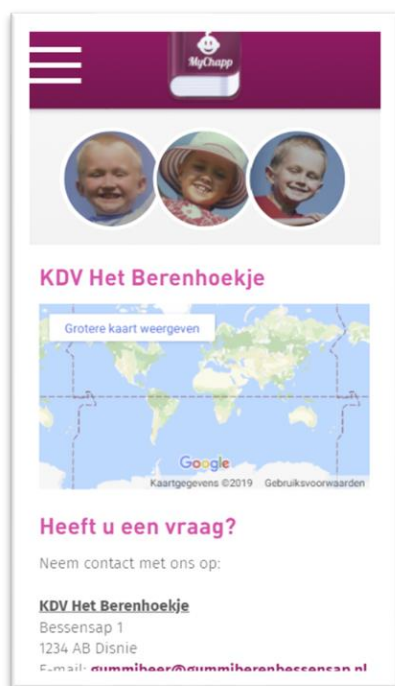 MyChapp
KDV Het Berenhoekje
Grotere kaart weergeven
Google
Kaartgegevens ©2019 Gebruiksvoorwaarden
Heeft u een vraag?
Neem contact met ons op:
KDV Het Berenhoekje
Bessensap 1
1234 AB Disnie
E-mail: gummibeer@gummiberenbessensap.nl